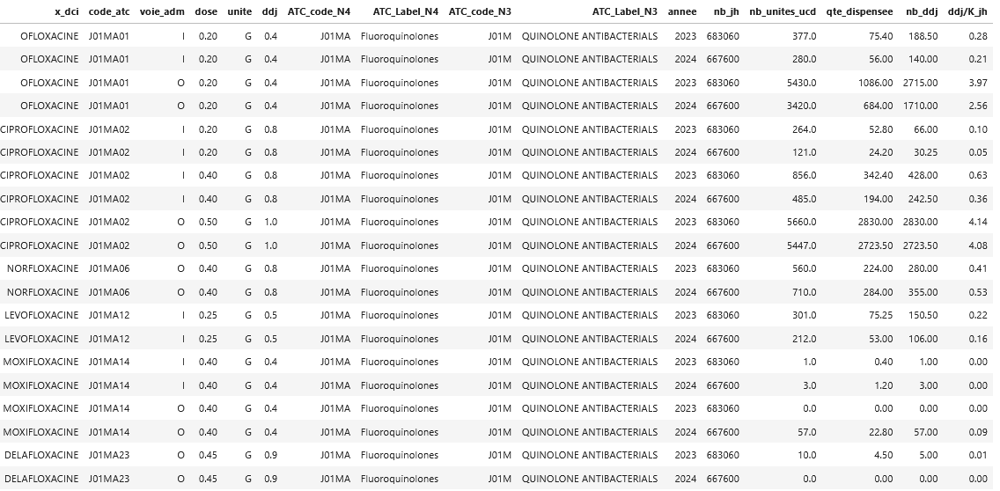 x_dci code_atc voie_adm dose unite ddj ATC_code_N4 ATC_Label_N4 ATC_code_N3 ATC_Label_N3 annee nb_jh nb_unites_ucd qte_dispensee nb_ddj ddj/K_jh
OFLOXACINE J01MA01 I 0.20 G 0.4 J01MA Fluoroquinolones J01M QUINOLONE ANTIBACTERIALS 2023 683060 377.0 75.40 188.50 0.28
OFLOXACINE J01MA01 I 0.20 G 0.4 J01MA Fluoroquinolones J01M QUINOLONE ANTIBACTERIALS 2024 667600 280.0 56.00 140.00 0.21
OFLOXACINE J01MA01 O 0.20 G 0.4 J01MA Fluoroquinolones J01M QUINOLONE ANTIBACTERIALS 2023 683060 5430.0 1086.00 2715.00 3.97
OFLOXACINE J01MA01 O 0.20 G 0.4 J01MA Fluoroquinolones J01M QUINOLONE ANTIBACTERIALS 2024 667600 3420.0 684.00 1710.00 2.56
CIPROFLOXACINE J01MA02 I 0.20 G 0.8 J01MA Fluoroquinolones J01M QUINOLONE ANTIBACTERIALS 2023 683060 264.0 52.80 66.00 0.10
CIPROFLOXACINE J01MA02 I 0.20 G 0.8 J01MA Fluoroquinolones J01M QUINOLONE ANTIBACTERIALS 2024 667600 121.0 24.20 30.25 0.05
CIPROFLOXACINE J01MA02 I 0.40 G 0.8 J01MA Fluoroquinolones J01M QUINOLONE ANTIBACTERIALS 2023 683060 856.0 342.40 428.00 0.63
CIPROFLOXACINE J01MA02 I 0.40 G 0.8 J01MA Fluoroquinolones J01M QUINOLONE ANTIBACTERIALS 2024 667600 485.0 194.00 242.50 0.36
CIPROFLOXACINE J01MA02 O 0.50 G 1.0 J01MA Fluoroquinolones J01M QUINOLONE ANTIBACTERIALS 2023 683060 5660.0 2830.00 2830.00 4.14
CIPROFLOXACINE J01MA02 O 0.50 G 1.0 J01MA Fluoroquinolones J01M QUINOLONE ANTIBACTERIALS 2024 667600 5447.0 2723.50 2723.50 4.08
NORFLOXACINE J01MA06 O 0.40 G 0.8 J01MA Fluoroquinolones J01M QUINOLONE ANTIBACTERIALS 2023 683060 560.0 224.00 280.00 0.41
NORFLOXACINE J01MA06 O 0.40 G 0.8 J01MA Fluoroquinolones J01M QUINOLONE ANTIBACTERIALS 2024 667600 710.0 284.00 355.00 0.53
LEVOFLOXACINE J01MA12 I 0.25 G 0.5 J01MA Fluoroquinolones J01M QUINOLONE ANTIBACTERIALS 2023 683060 301.0 75.25 150.50 0.22
LEVOFLOXACINE J01MA12 I 0.25 G 0.5 J01MA Fluoroquinolones J01M QUINOLONE ANTIBACTERIALS 2024 667600 212.0 53.00 106.00 0.16
MOXIFLOXACINE J01MA14 I 0.40 G 0.4 J01MA Fluoroquinolones J01M QUINOLONE ANTIBACTERIALS 2023 683060 1.0 0.40 1.00 0.00
MOXIFLOXACINE J01MA14 I 0.40 G 0.4 J01MA Fluoroquinolones J01M QUINOLONE ANTIBACTERIALS 2024 667600 3.0 1.20 3.00 0.00
MOXIFLOXACINE J01MA14 O 0.40 G 0.4 J01MA Fluoroquinolones J01M QUINOLONE ANTIBACTERIALS 2023 683060 0.0 0.00 0.00 0.00
MOXIFLOXACINE J01MA14 O 0.40 G 0.4 J01MA Fluoroquinolones J01M QUINOLONE ANTIBACTERIALS 2024 667600 57.0 22.80 57.00 0.09
DELAFLOXACINE J01MA23 O 0.45 G 0.9 J01MA Fluoroquinolones J01M QUINOLONE ANTIBACTERIALS 2023 683060 10.0 4.50 5.00 0.01
DELAFLOXACINE J01MA23 O 0.45 G 0.9 J01MA Fluoroquinolones J01M QUINOLONE ANTIBACTERIALS 2024 667600 0.0 0.00 0.00 0.00